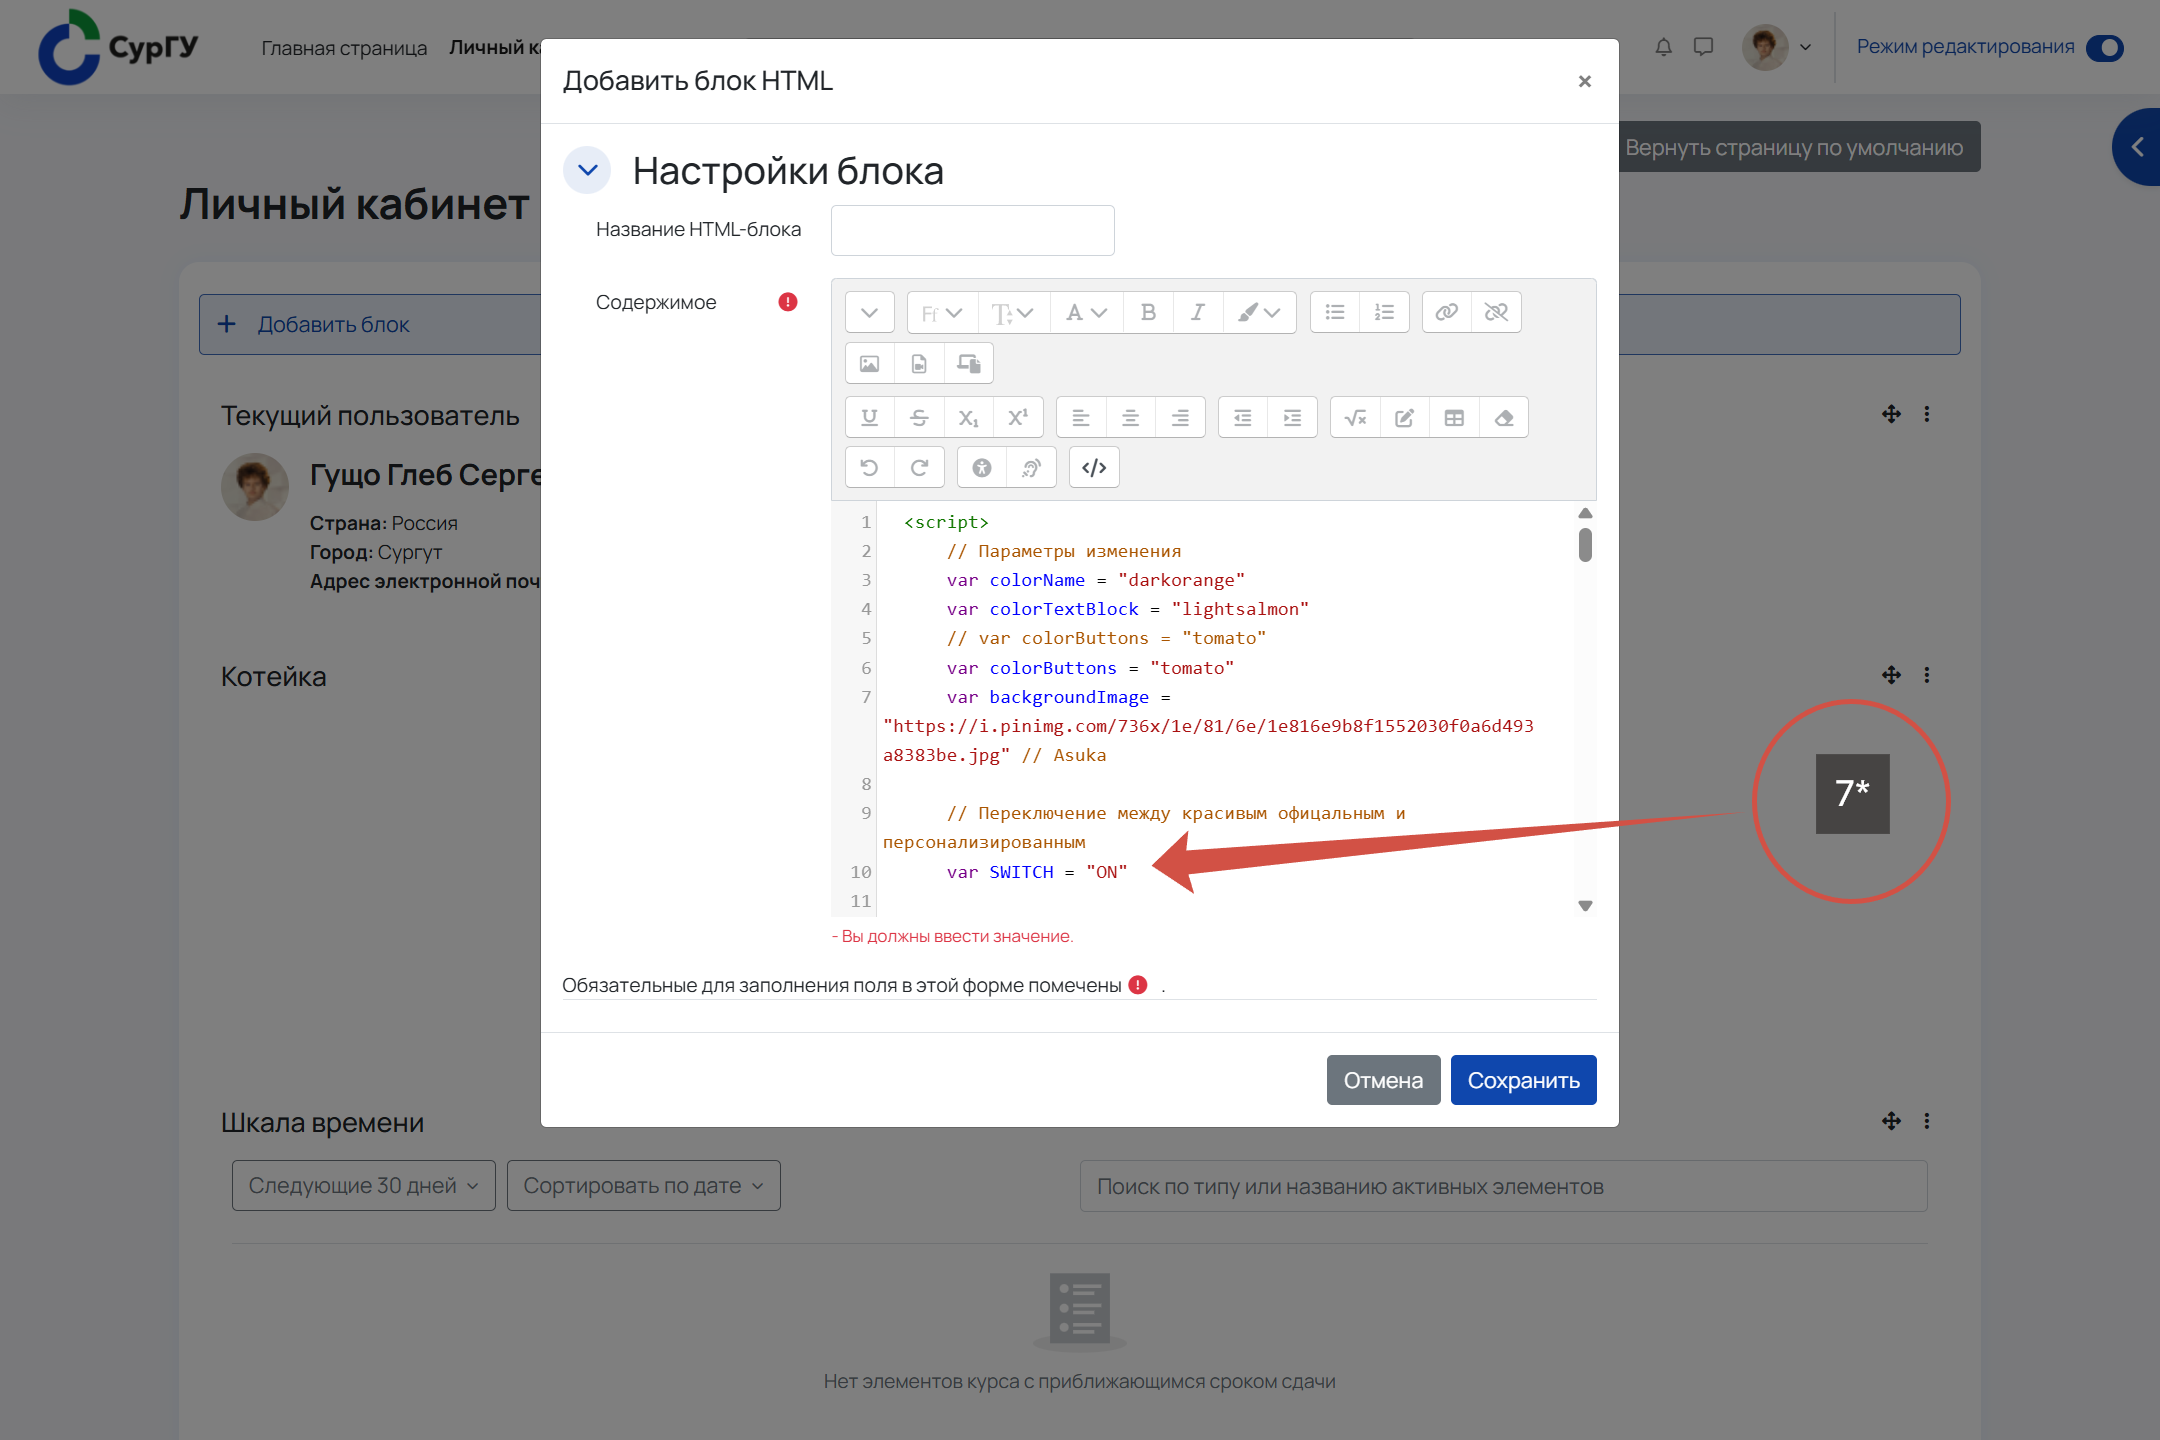 СурГУ
Главная страница
Личный к
Режим редактирования
Добавить блок HTML
×
Вернуть страницу по умолчанию
Настройки блока
Личный кабинет
Название HTML-блока
Содержимое
Добавить блок
Текущий пользователь
Гущо Глеб Серге
Страна: Россия
Город: Сургут
Адрес электронной поч
1 <script>
2 // Параметры изменения
3 var colorName = "darkorange"
4 var colorTextBlock = "lightsalmon"
5 // var colorButtons = "tomato"
6 var colorButtons = "tomato"
7 var backgroundImage =
"https://i.pinimg.com/736x/1e/81/6e/1e816e9b8f1552030f0a6d493
a8383be.jpg" // Asuka
8
9 // Переключение между красивым офицальным и
персонализированным
10 var SWITCH = "ON"
11
Котейка
7*
- Вы должны ввести значение.
Обязательные для заполнения поля в этой форме помечены .
Отмена
Сохранить
Шкала времени
Следующие 30 дней
Сортировать по дате
Поиск по типу или названию активных элементов
Нет элементов курса с приближающимся сроком сдачи